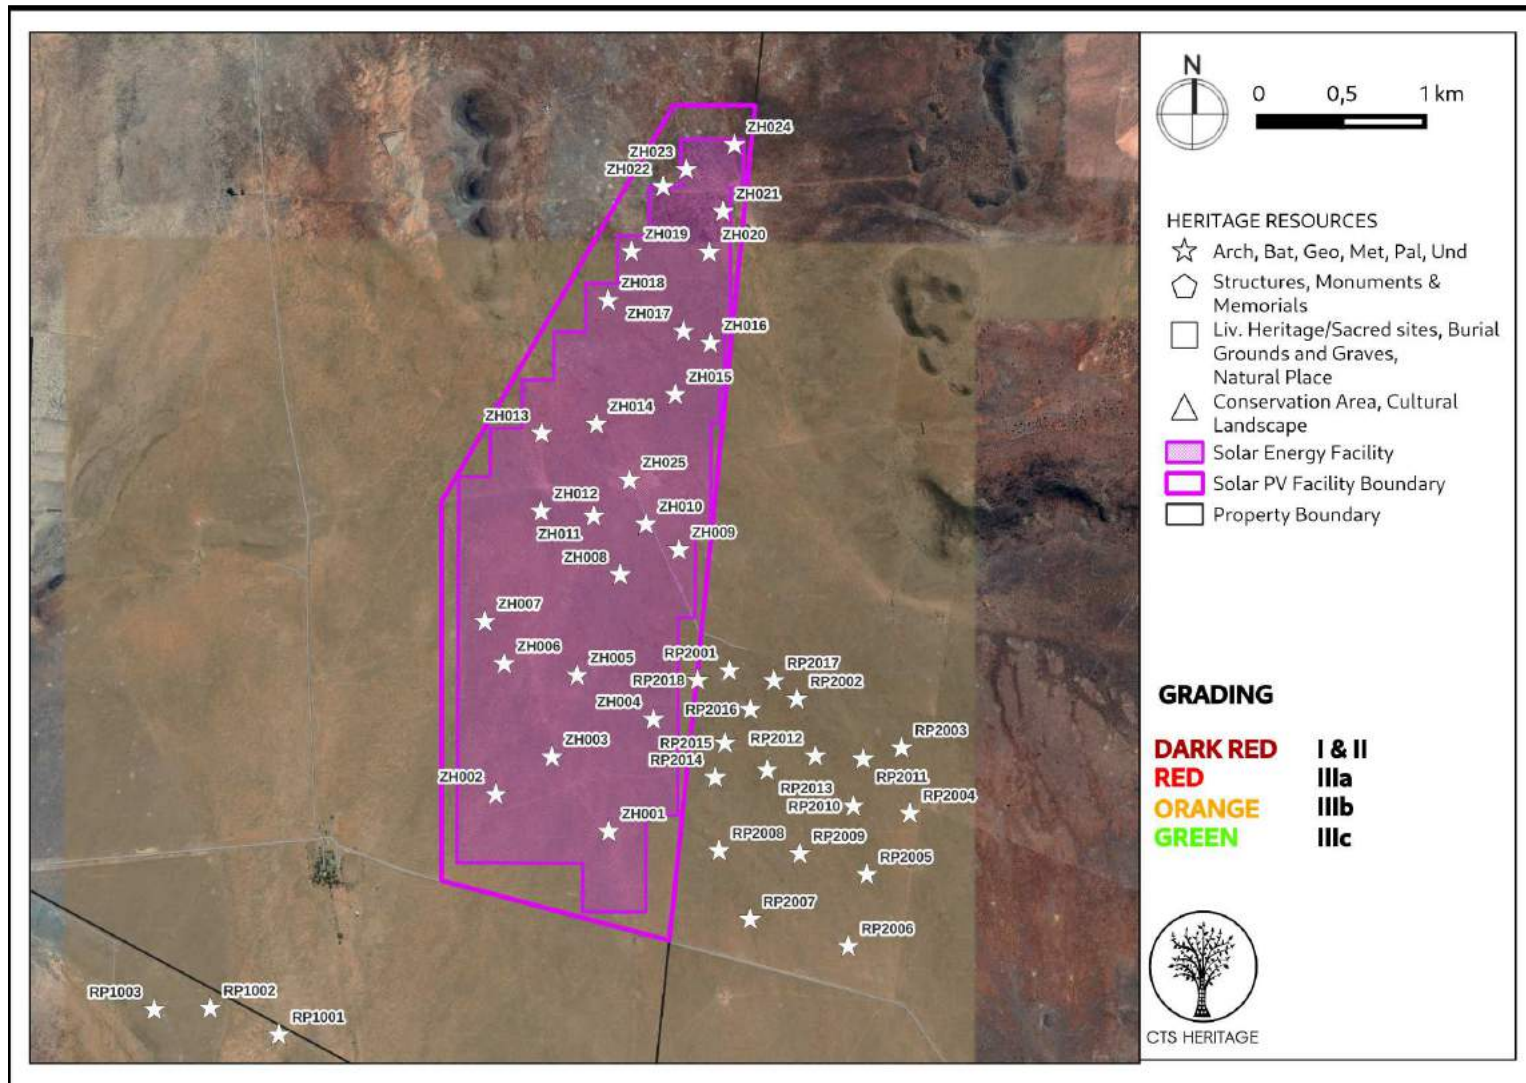 ZH024
ZH023
ZH022
ZH021
ZH019
ZH020
ZH018
ZH017
ZH016
ZH015
ZH014
ZH013
ZH025
ZH012
ZH010
ZH011
ZH009
ZH008
ZH007
ZH006
ZH005
RP2001
RP2017
RP2018
RP2002
ZH004
RP2016
ZH003
RP2015
RP2012
RP2003
RP2014
RP2011
ZH002
RP2013
RP2010
RP2004
ZH001
RP2008
RP2009
RP2005
RP2007
RP2006
RP1003
RP1002
RP1001
N
0 0,5 1 km
HERITAGE RESOURCES
Arch, Bat, Geo, Met, Pal, Und
Structures, Monuments &
Memorials
Liv. Heritage/Sacred sites, Burial
Grounds and Graves,
Natural Place
Conservation Area, Cultural
Landscape
Solar Energy Facility
Solar PV Facility Boundary
Property Boundary
GRADING
DARK RED I & II
RED IIIa
ORANGE IIIb
GREEN IIIc
CTS HERITAGE